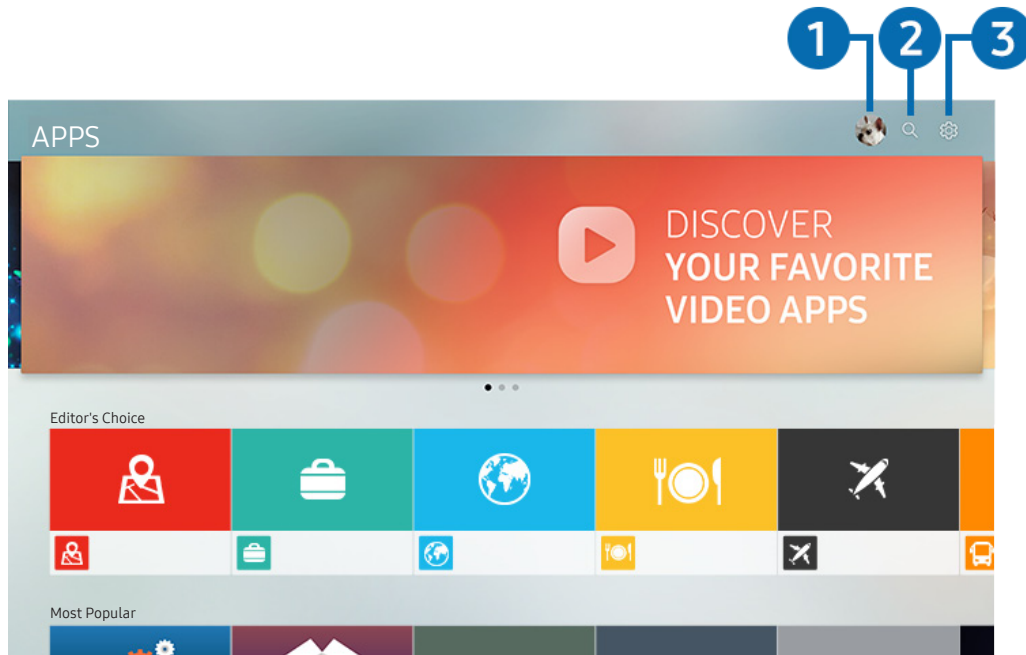 1 2 3
APPS
DISCOVER
YOUR FAVORITE
VIDEO APPS
Editor's Choice
Most Popular